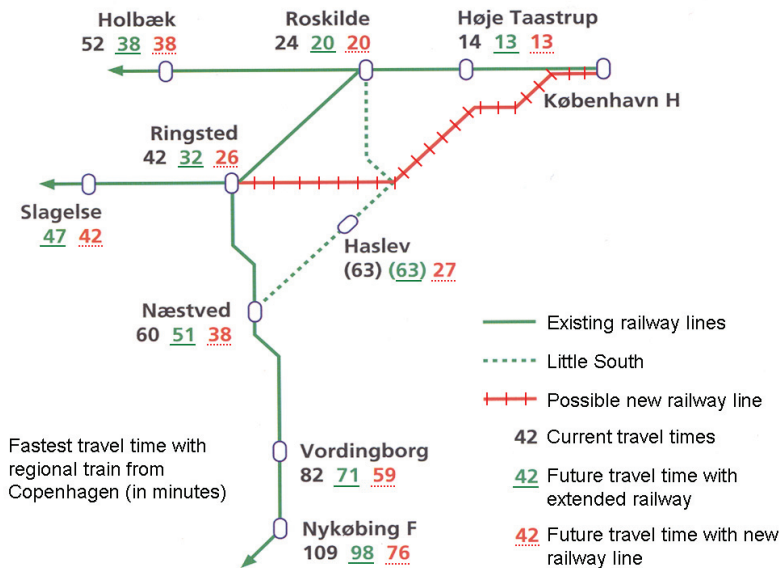 Holbæk
52 38 38
Roskilde
24 20 20
Høje Taastrup
14 13 13
København H
Ringsted
42 32 26
Slagelse
47 42
Haslev
(63) (63) 27
Næstved
60 51 38
Existing railway lines
Little South
Possible new railway line
42 Current travel times
42 Future travel time with
extended railway
42 Future travel time with new
railway line
Fastest travel time with
regional train from
Copenhagen (in minutes)
Vordingborg
82 71 59
Nykøbing F
109 98 76